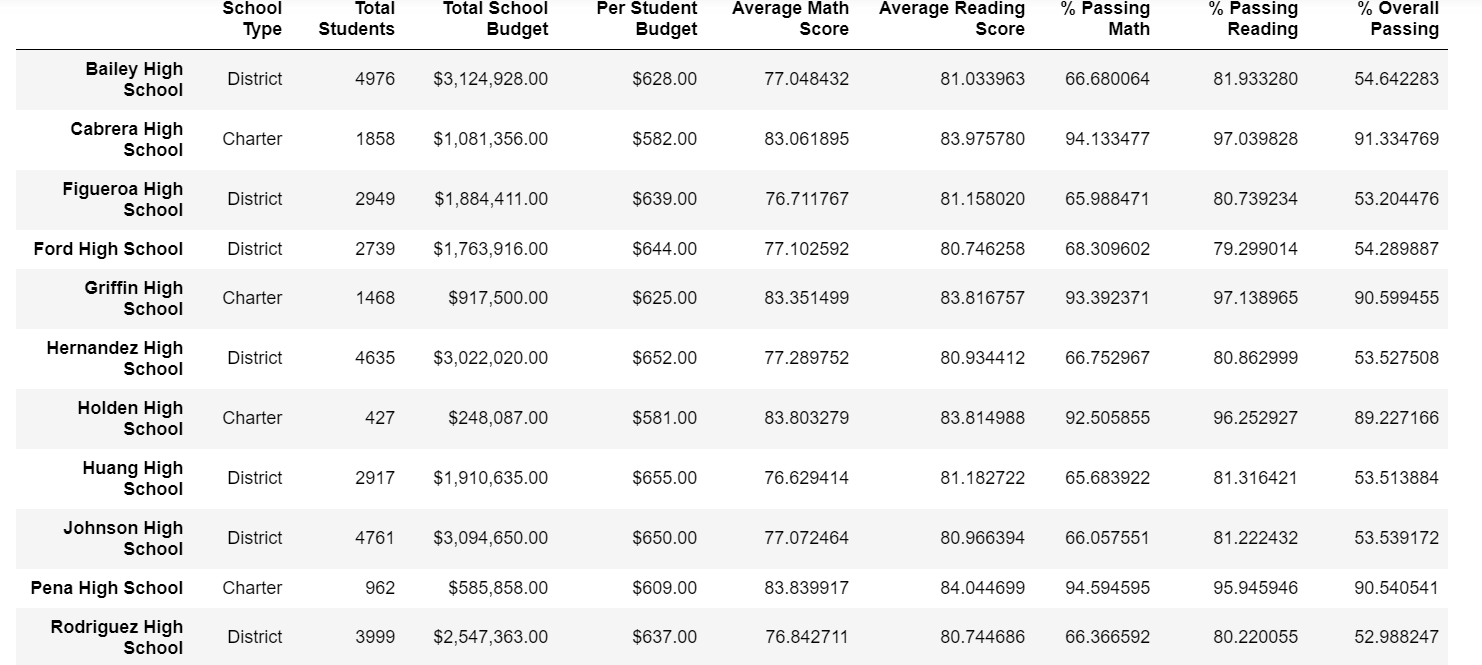 School Total Total School Per Student Average Math Average Reading % Passing % Passing % Overall
Type Students Budget Budget Score Score Math Reading Passing
Bailey High
School District 4976 $3,124,928.00 $628.00 77.048432 81.033963 66.680064 81.933280 54.642283
Cabrera High
School Charter 1858 $1,081,356.00 $582.00 83.061895 83.975780 94.133477 97.039828 91.334769
Figueroa High
School District 2949 $1,884,411.00 $639.00 76.711767 81.158020 65.988471 80.739234 53.204476
Ford High School District 2739 $1,763,916.00 $644.00 77.102592 80.746258 68.309602 79.299014 54.289887
Griffin High
School Charter 1468 $917,500.00 $625.00 83.351499 83.816757 93.392371 97.138965 90.599455
Hernandez High
School District 4635 $3,022,020.00 $652.00 77.289752 80.934412 66.752967 80.862999 53.527508
Holden High
School Charter 427 $248,087.00 $581.00 83.803279 83.814988 92.505855 96.252927 89.227166
Huang High
School District 2917 $1,910,635.00 $655.00 76.629414 81.182722 65.683922 81.316421 53.513884
Johnson High
School District 4761 $3,094,650.00 $650.00 77.072464 80.966394 66.057551 81.222432 53.539172
Pena High School Charter 962 $585,858.00 $609.00 83.839917 84.044699 94.594595 95.945946 90.540541
Rodriguez High
School District 3999 $2,547,363.00 $637.00 76.842711 80.744686 66.366592 80.220055 52.988247